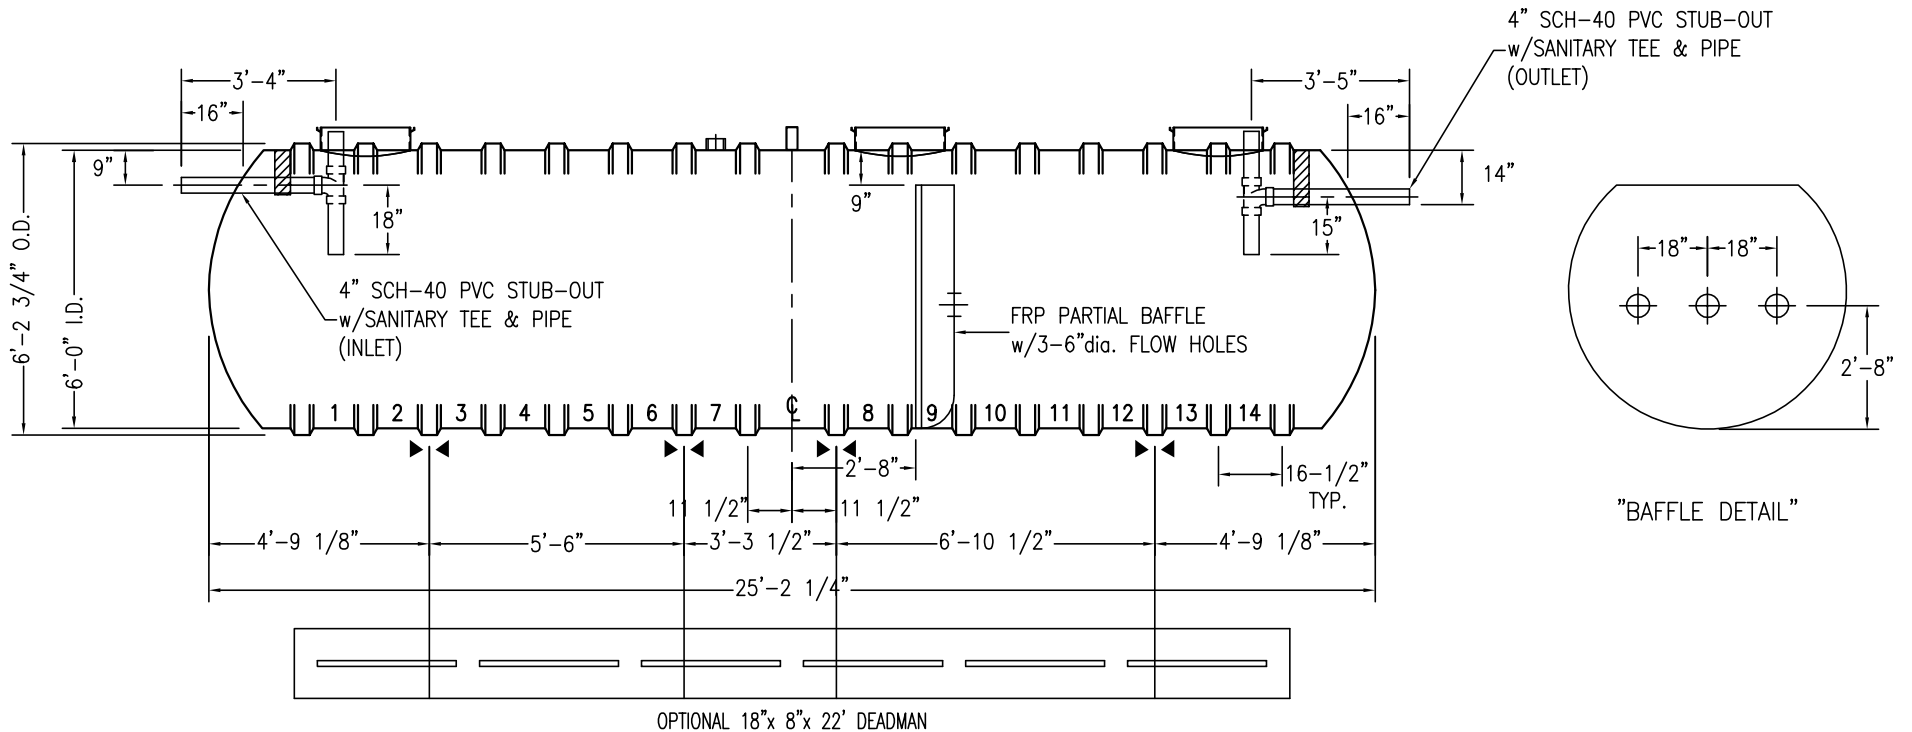 4" SCH-40 PVC STUB-OUT
w/SANITARY TEE & PIPE
(OUTLET)
3'-4"
3'-5"
16"
16"
9"
14"
9"
18"
15"
18"
18"
6'-2 3/4" O.D.
6'-0" I.D.
4" SCH-40 PVC STUB-OUT
w/SANITARY TEE & PIPE
(INLET)
FRP PARTIAL BAFFLE
w/3-6"dia. FLOW HOLES
2'-8"
1 2 3 4 5 6 7 ℄ 8 9 10 11 12 13 14
2'-8"
16-1/2"
TYP.
11 1/2"
11 1/2"
"BAFFLE DETAIL"
4'-9 1/8"
5'-6"
3'-3 1/2"
6'-10 1/2"
4'-9 1/8"
25'-2 1/4"
OPTIONAL 18"x 8"x 22' DEADMAN